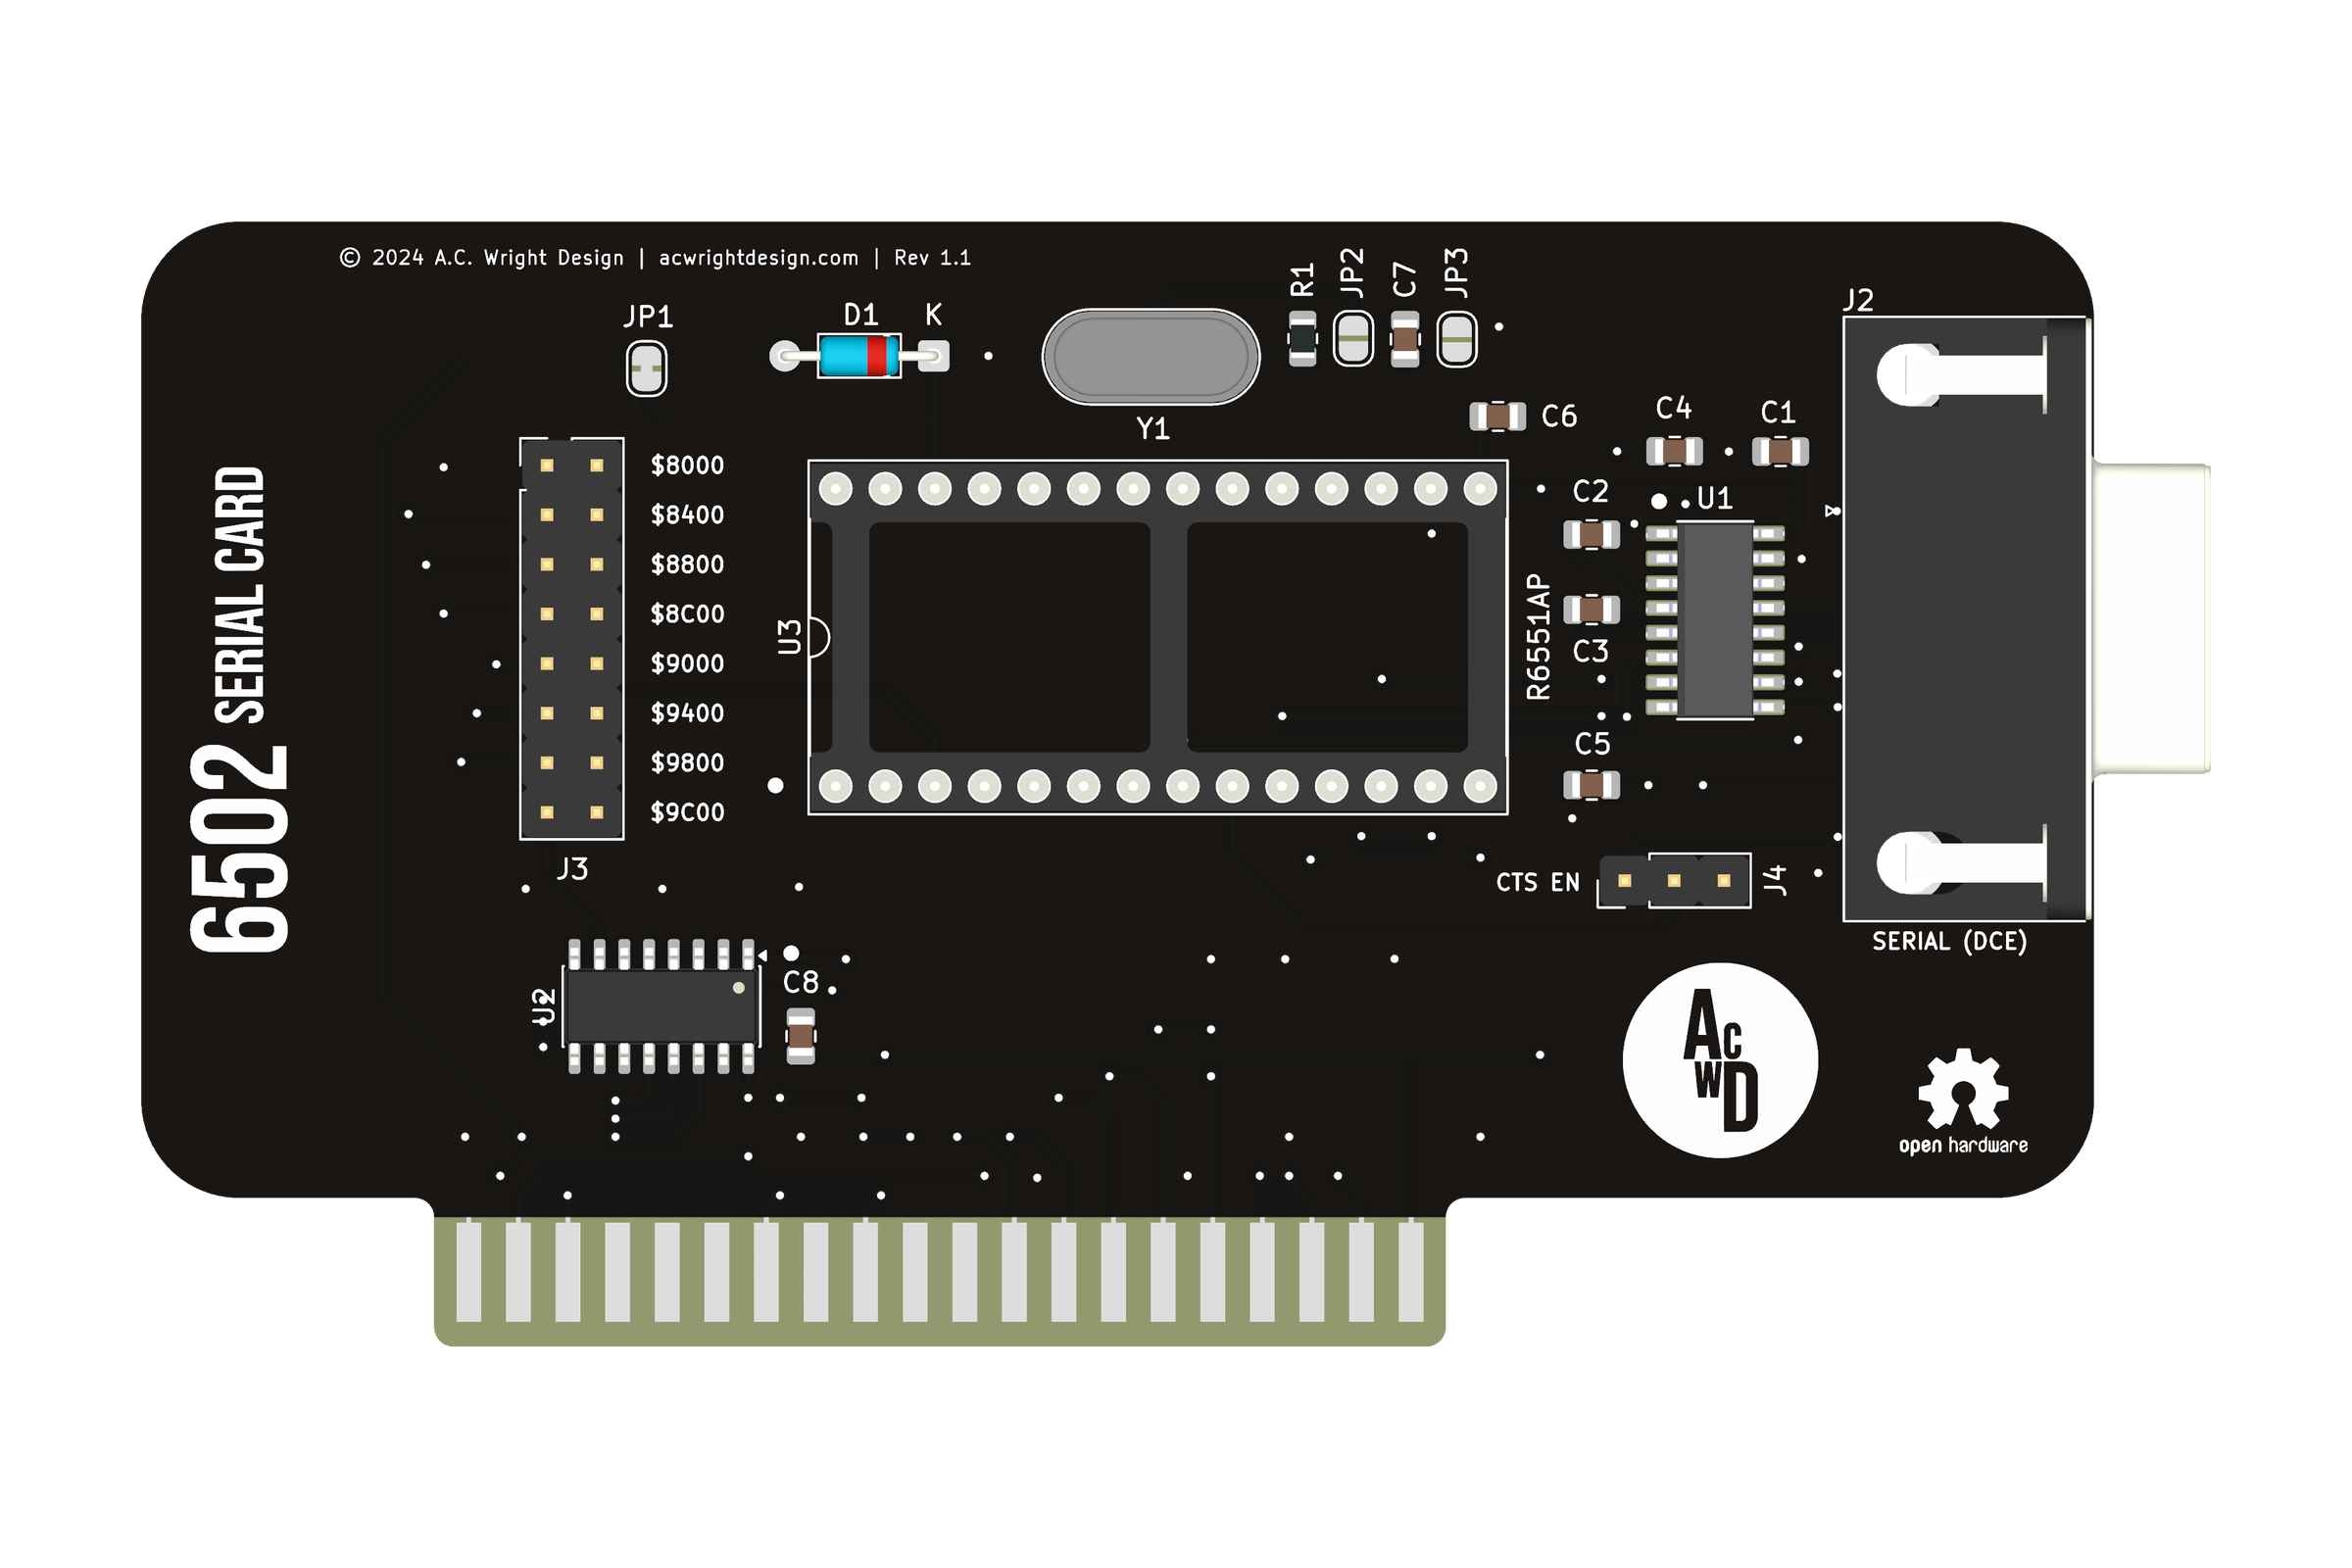 © 2024 A.C. Wright Design | acwrightdesign.com | Rev 1.1
6502 SERIAL CARD
JP1
D1
K
Y1
R1
JP2
C7
JP3
J2
C6
C4
C1
$8000
$8400
$8800
$8C00
$9000
$9400
$9800
$9C00
J3
U3
R6551AP
C2
C3
C5
U1
CTS EN
J4
SERIAL (DCE)
U2
C8
ACWD
open hardware